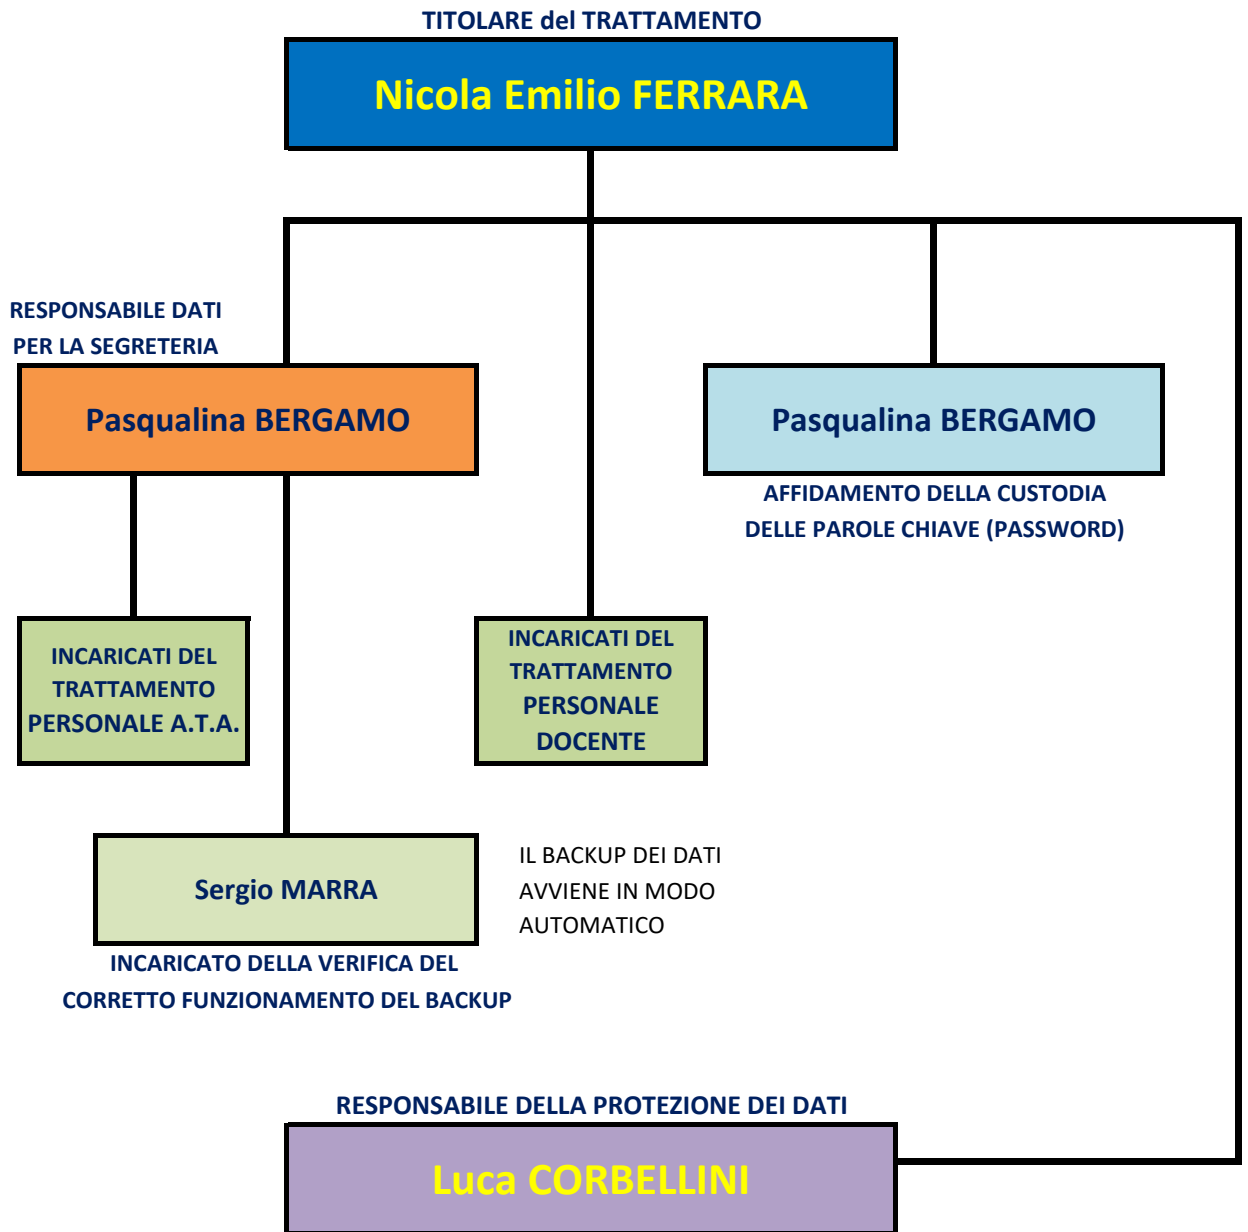 TITOLARE del TRATTAMENTO
Nicola Emilio FERRARA
RESPONSABILE DATI
PER LA SEGRETERIA
Pasqualina BERGAMO
Pasqualina BERGAMO
AFFIDAMENTO DELLA CUSTODIA
DELLE PAROLE CHIAVE (PASSWORD)
INCARICATI DEL
TRATTAMENTO
PERSONALE A.T.A.
INCARICATI DEL
TRATTAMENTO
PERSONALE
DOCENTE
Sergio MARRA
IL BACKUP DEI DATI
AVVIENE IN MODO
AUTOMATICO
INCARICATO DELLA VERIFICA DEL
CORRETTO FUNZIONAMENTO DEL BACKUP
RESPONSABILE DELLA PROTEZIONE DEI DATI
Luca CORBELLINI